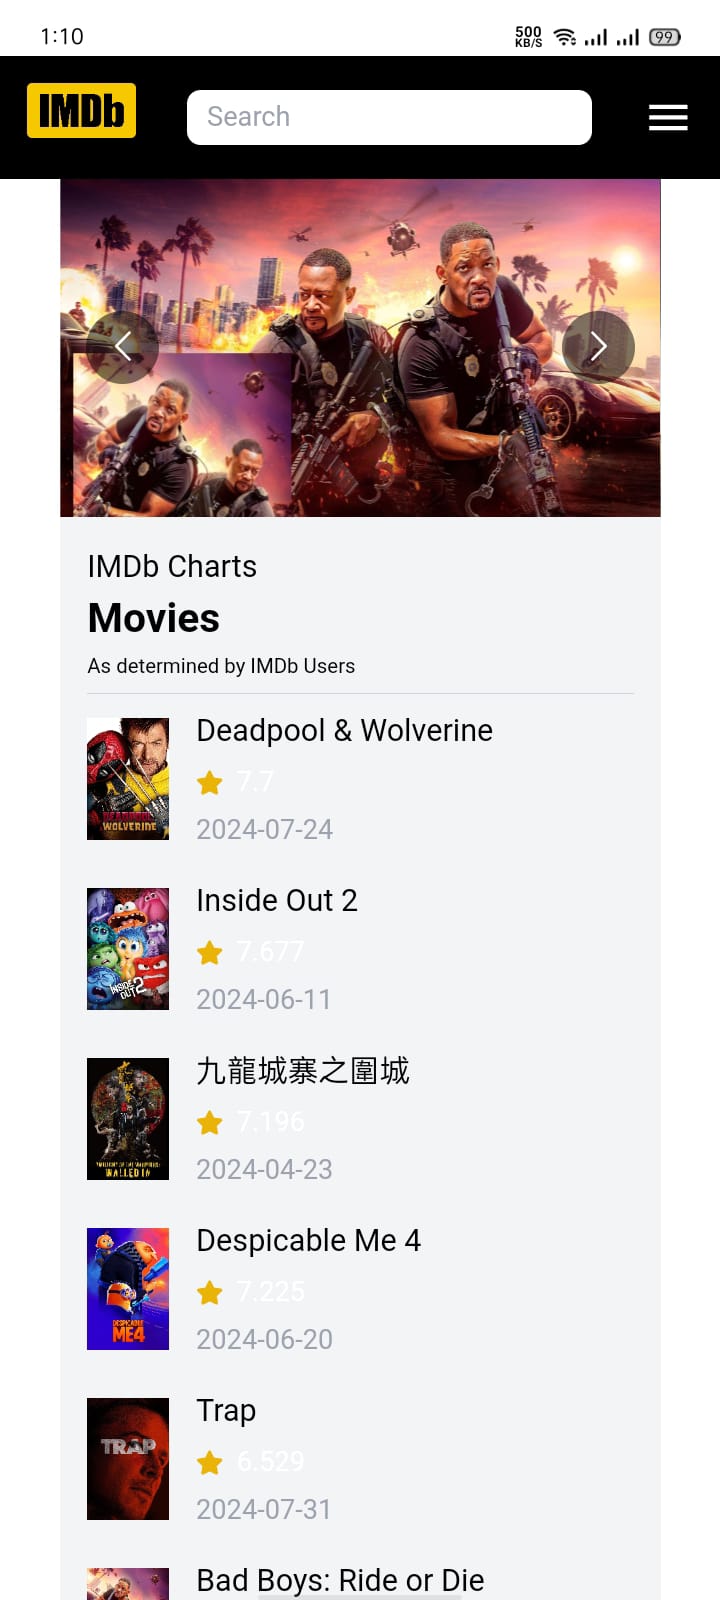 1:10
500
KB/S
99
IMDb
Search
IMDb Charts
Movies
As determined by IMDb Users
Deadpool & Wolverine
DEADPOOL
WOLVERINE
7.7
2024-07-24
Inside Out 2
INSIDE
OUT 2
7.677
2024-06-11
九龍城寨之圍城
WALLED IN
7.196
2024-04-23
Despicable Me 4
DESPICABLE
ME4
7.225
2024-06-20
Trap
TRAP
6.529
2024-07-31
Bad Boys: Ride or Die